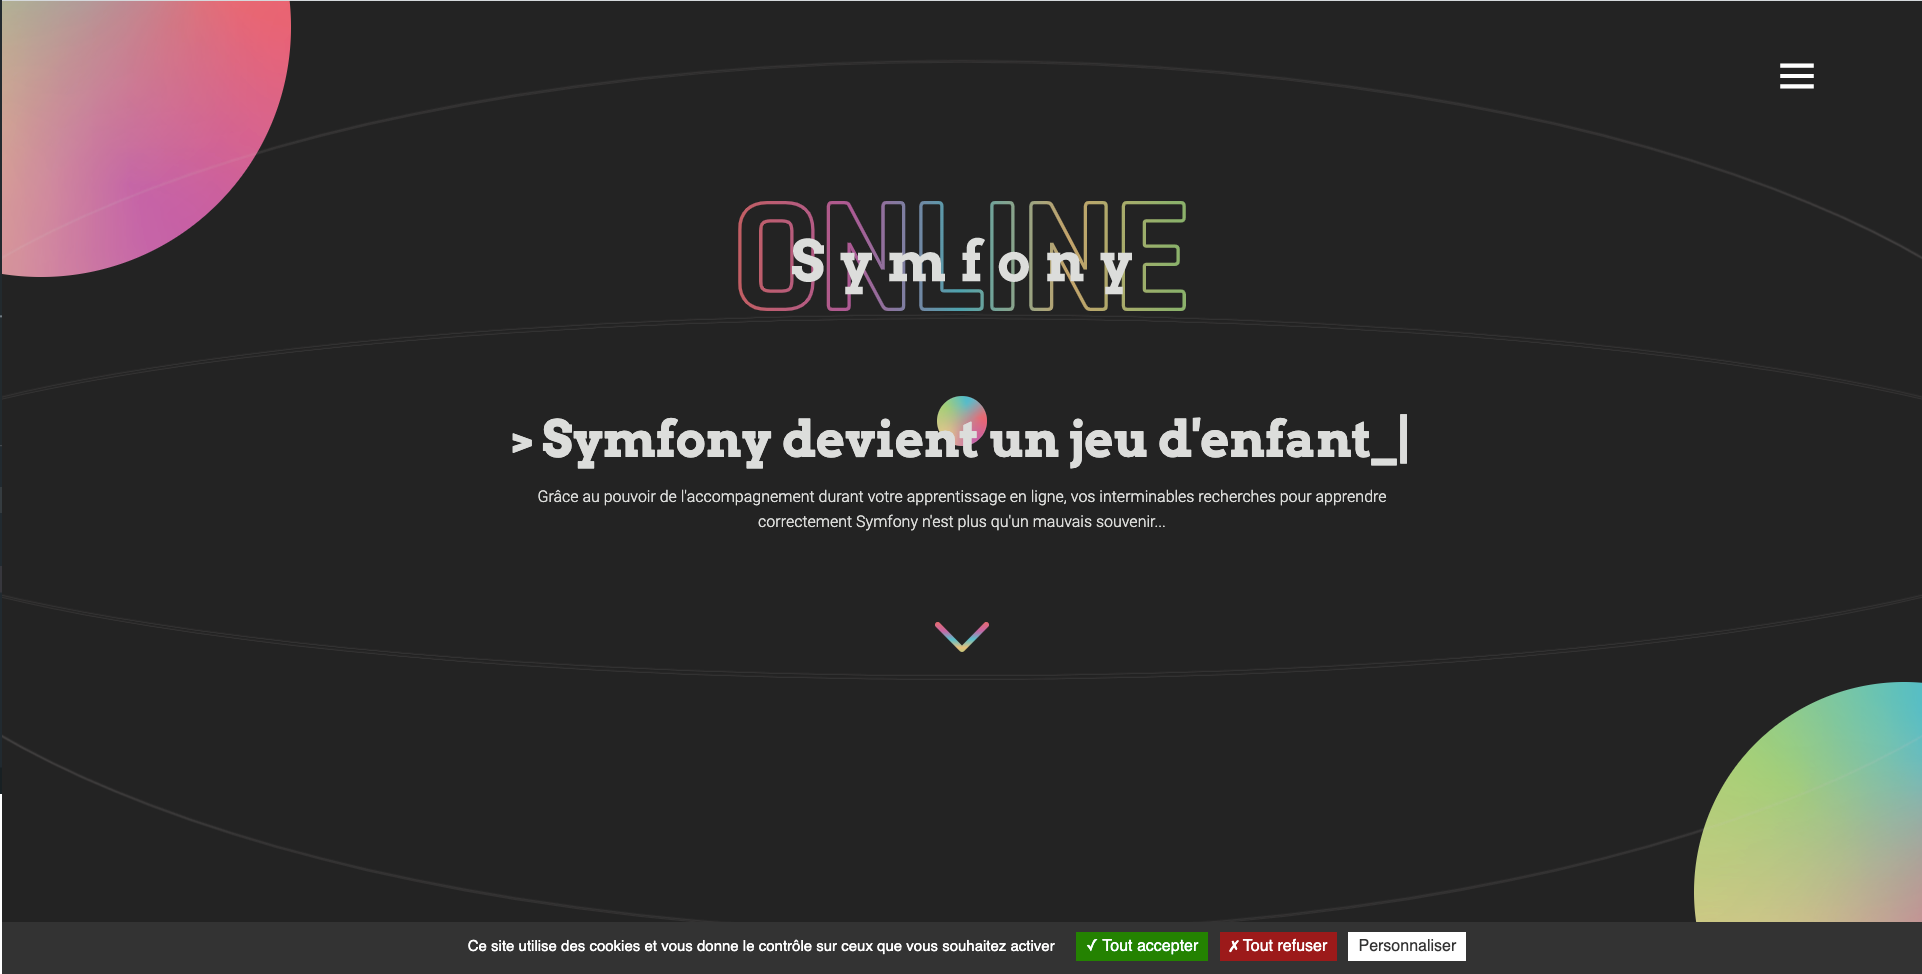 ONLINE
Symfony
> Symfony devient un jeu d'enfant_|
Grâce au pouvoir de l'accompagnement durant votre apprentissage en ligne, vos interminables recherches pour apprendre
correctement Symfony n'est plus qu'un mauvais souvenir...
Ce site utilise des cookies et vous donne le contrôle sur ceux que vous souhaitez activer ✓ Tout accepter ✗ Tout refuser Personnaliser